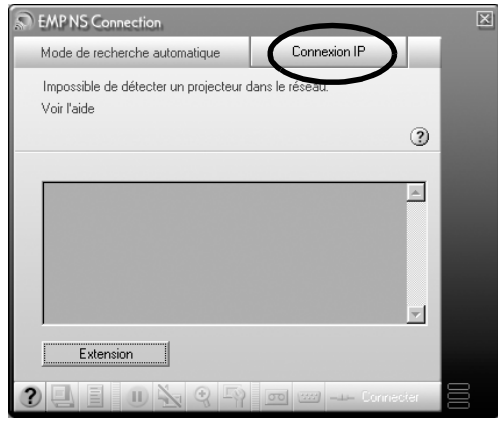 EMP NS Connection
Mode de recherche automatique
Connexion IP
Impossible de détecter un projecteur dans le réseau.
Voir l'aide
Extension
Connecter